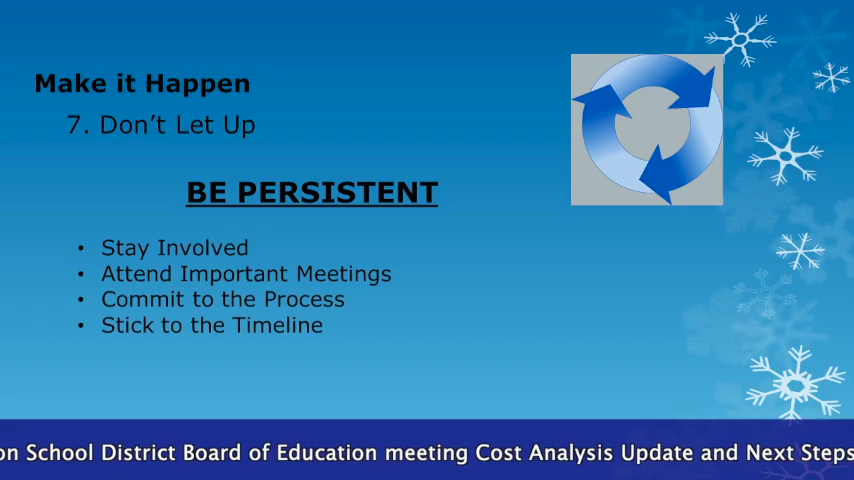 Make it Happen
7. Don't Let Up
BE PERSISTENT
• Stay Involved
• Attend Important Meetings
• Commit to the Process
• Stick to the Timeline
on School District Board of Education meeting Cost Analysis Update and Next Steps